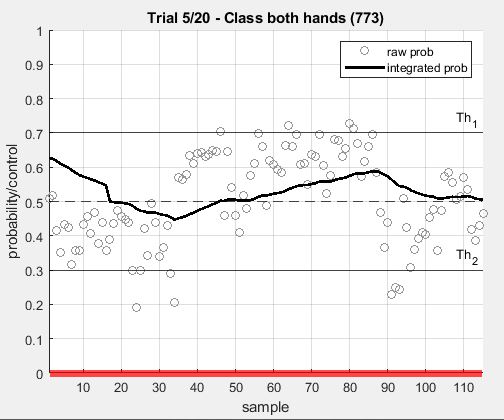 Trial 5/20 - Class both hands (773)
raw prob
integrated prob
1
0.9
0.8
0.7
0.6
0.5
0.4
0.3
0.2
0.1
0
Th1
Th2
probability/control
10 20 30 40 50 60 70 80 90 100 110
sample